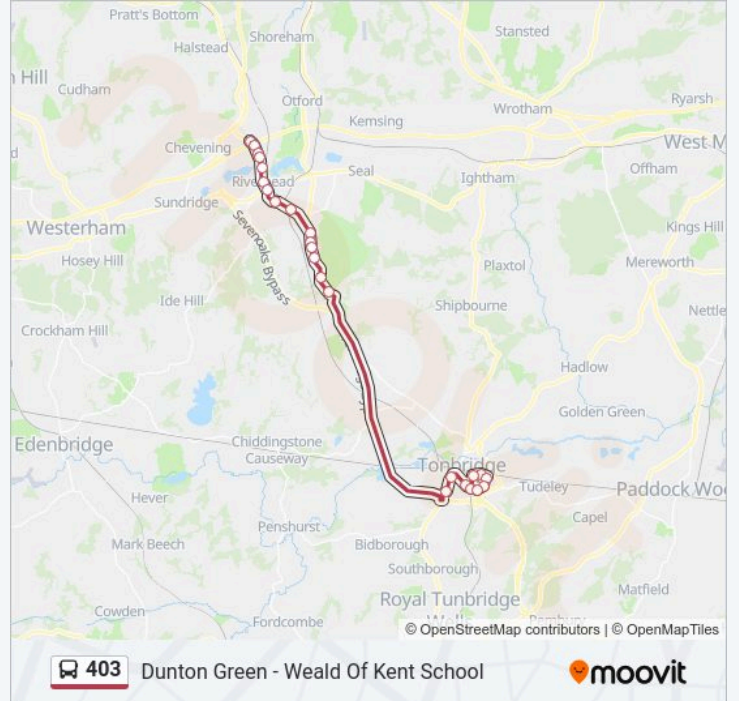 Pratt's Bottom
Shoreham
Stansted
Halstead
Hill
Cudham
Otford
Wrotham
Ryarsh
Kemsing
Chevening
West M
Offham
Seal
Ightham
Sundridge
Westerham
Kings Hill
Sevenoaks Bypass
Hosey Hill
Plaxtol
Mereworth
Ide Hill
Shipbourne
Nettle
Crockham Hill
Hadlow
Golden Green
Edenbridge
Chiddingstone
Causeway
Tonbridge
Tudeley
Paddock Woo
Hever
Capel
Penshurst
Mark Beech
Bidborough
Southborough
Matfield
Royal Tunbridge
Cowden
Fordcombe
© OpenStreetMap contributors | © OpenMapTiles
403 Dunton Green - Weald Of Kent School
moovit